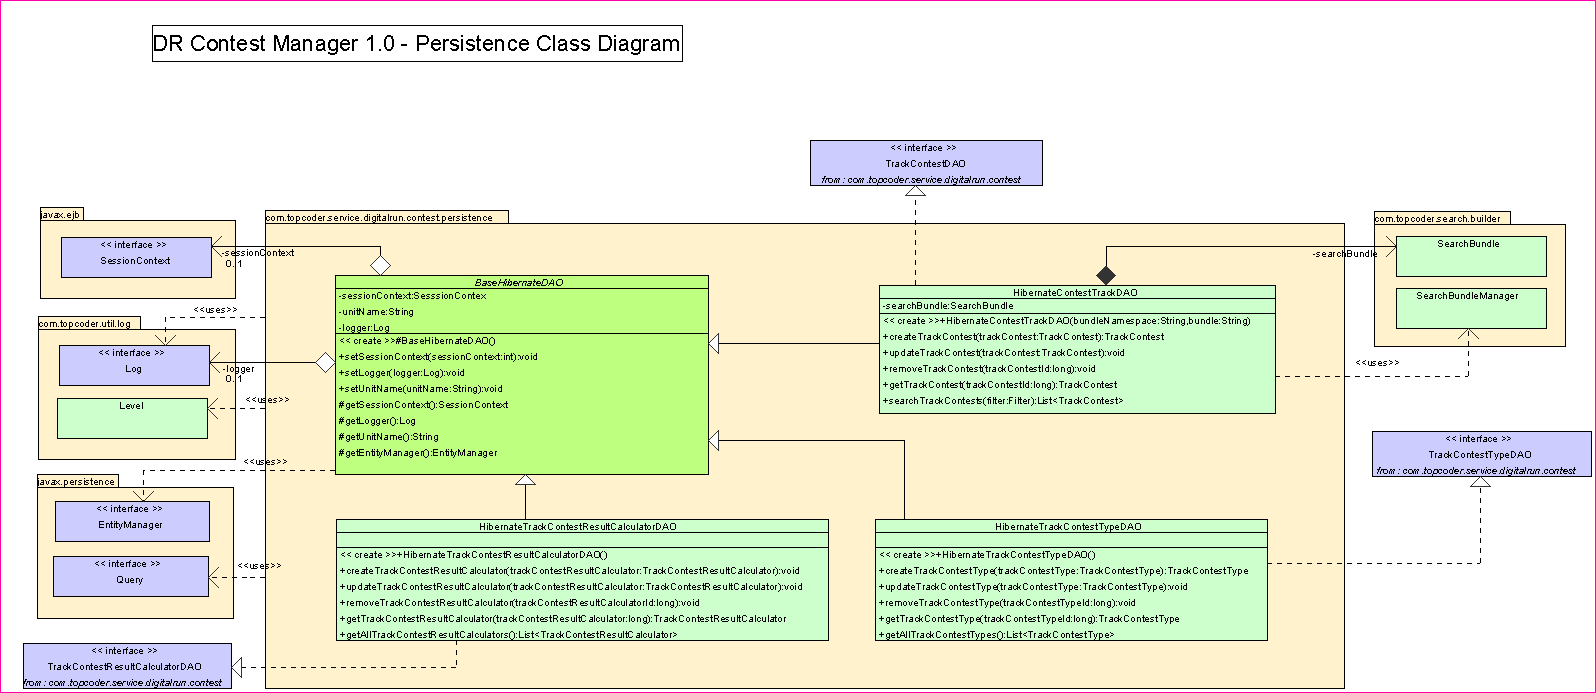 DR Contest Manager 1.0 - Persistence Class Diagram
<< interface >>
TrackContestDAO
from : com.topcoder.service.digitalrun.contest
javax.ejb
<< interface >>
SessionContext
-sessionContext
0..1
com.topcoder.util.log
<< interface >>
Log
Level
-logger
0..1
<<uses>>
<<uses>>
javax.persistence
<< interface >>
EntityManager
<< interface >>
Query
<<uses>>
<<uses>>
<< interface >>
TrackContestResultCalculatorDAO
from : com.topcoder.service.digitalrun.contest
com.topcoder.service.digitalrun.contest.persistence
BaseHibernateDAO
-sessionContext:SesssionContex
-unitName:String
-logger:Log
<< create >>#BaseHibernateDAO()
+setSessionContext(sessionContext:int):void
+setLogger(logger:Log):void
+setUnitName(unitName:String):void
#getSessionContext():SessionContext
#getLogger():Log
#getUnitName():String
#getEntityManager():EntityManager
HibernateContestTrackDAO
-searchBundle:SearchBundle
<< create >>+HibernateContestTrackDAO(bundleNamespace:String,bundle:String)
+createTrackContest(trackContest:TrackContest):TrackContest
+updateTrackContest(trackContest:TrackContest):void
+removeTrackContest(trackContestId:long):void
+getTrackContest(trackContestId:long):TrackContest
+searchTrackContests(filter:Filter):List<TrackContest>
HibernateTrackContestResultCalculatorDAO
<< create >>+HibernateTrackContestResultCalculatorDAO()
+createTrackContestResultCalculator(trackContestResultCalculator:TrackContestResultCalculator):void
+updateTrackContestResultCalculator(trackContestResultCalculator:TrackContestResultCalculator):void
+removeTrackContestResultCalculator(trackContestResultCalculatorId:long):void
+getTrackContestResultCalculator(trackContestResultCalculator:long):TrackContestResultCalculator
+getAllTrackContestResultCalculators():List<TrackContestResultCalculator>
HibernateTrackContestTypeDAO
<< create >>+HibernateTrackContestTypeDAO()
+createTrackContestType(trackContestType:TrackContestType):TrackContestType
+updateTrackContestType(trackContestType:TrackContestType):void
+removeTrackContestType(trackContestTypeId:long):void
+getTrackContestType(trackContestTypeId:long):TrackContestType
+getAllTrackContestTypes():List<TrackContestType>
com.topcoder.search.builder
SearchBundle
-searchBundle
SearchBundleManager
<<uses>>
<< interface >>
TrackContestTypeDAO
from : com.topcoder.service.digitalrun.contest